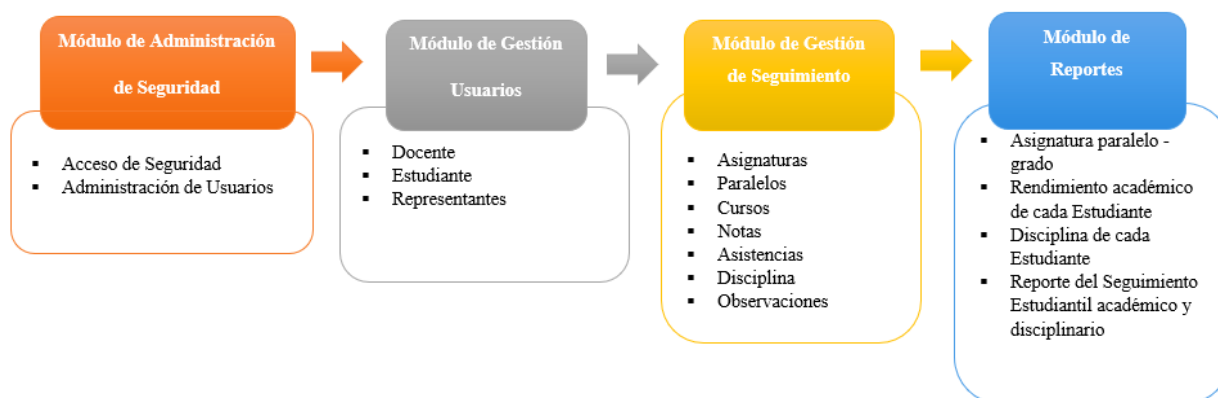 Módulo de Administración
de Seguridad
▪ Acceso de Seguridad
▪ Administración de Usuarios
Módulo de Gestión
Usuarios
▪ Docente
▪ Estudiante
▪ Representantes
Módulo de Gestión
de Seguimiento
▪ Asignaturas
▪ Paralelos
▪ Cursos
▪ Notas
▪ Asistencias
▪ Disciplina
▪ Observaciones
Módulo de
Reportes
▪ Asignatura paralelo -
grado
▪ Rendimiento académico
de cada Estudiante
▪ Disciplina de cada
Estudiante
▪ Reporte del Seguimiento
Estudiantil académico y
disciplinario